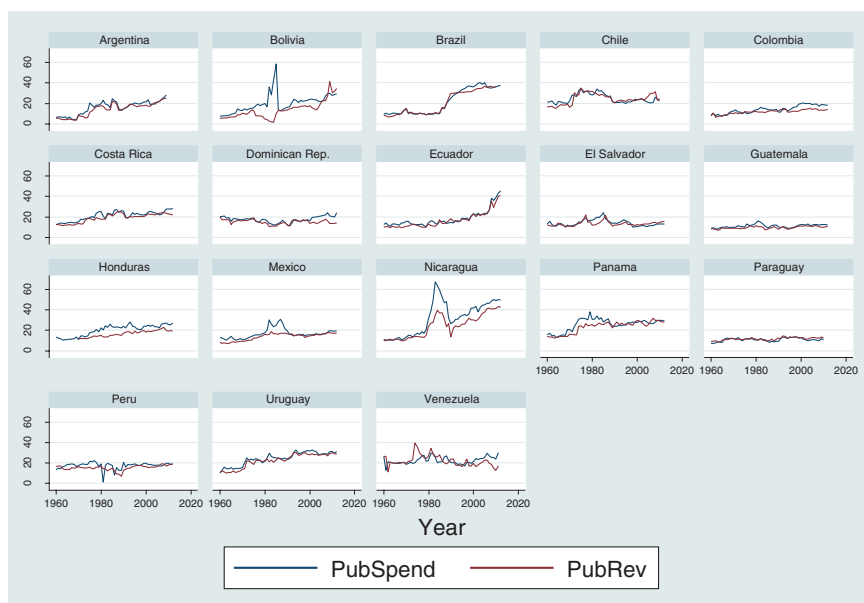 Argentina Bolivia Brazil Chile Colombia
60
40
20
0
Costa Rica Dominican Rep. Ecuador El Salvador Guatemala
60
40
20
0
Honduras Mexico Nicaragua Panama Paraguay
60
40
20
0
1960 1980 2000 2020 1960 1980 2000 2020
Peru Uruguay Venezuela
60
40
20
0
1960 1980 2000 2020 1960 1980 2000 2020 1960 1980 2000 2020
Year
PubSpend PubRev